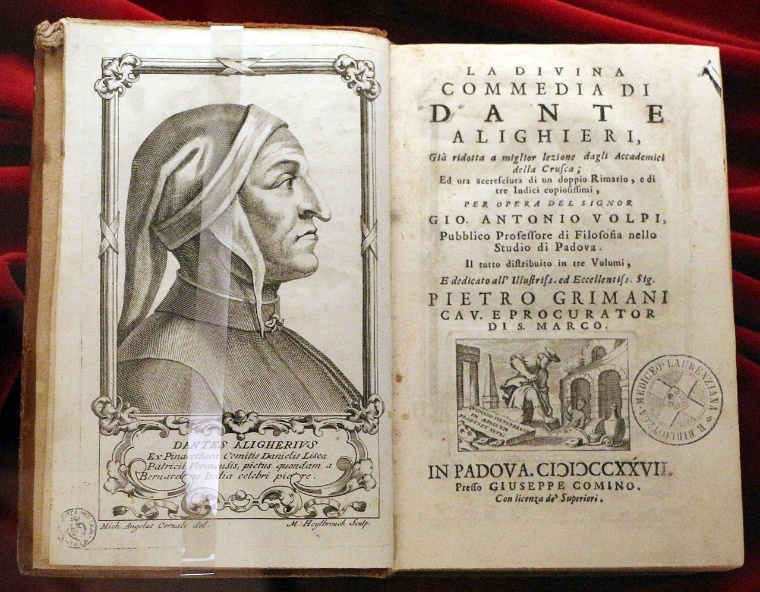 DANTES ALIGHERIVS
Ex Pinacotheca Comitis Danielis Lisca
Patricii Veronensis, pictus quondam a
Bernardino India celebri pictore.
Mich. Angelus Cornale del.
M. Heylbrouck Sculp.
LA DIVINA
COMMEDIA DI
DANTE
ALIGHIERI,
Già ridotta a miglior lezione dagli Accademici
della Crusca;
Ed ora accresciuta di un doppio Rimario, e di
tre Indici copiosissimi,
PER OPERA DEL SIGNOR
GIO. ANTONIO VOLPI,
Pubblico Professore di Filosofia nello
Studio di Padova.
Il tutto distribuito in tre Volumi,
E dedicato all' Illustriss. ed Eccellentiss. Sig.
PIETRO GRIMANI
CAV. E PROCURATOR
DI S. MARCO.
IN PADOVA. CIƆIƆCCXXVII.
Presso GIUSEPPE COMINO.
Con licenza de' Superiori.
R. BIBLIOTECA MEDICEO LAURENZIANA